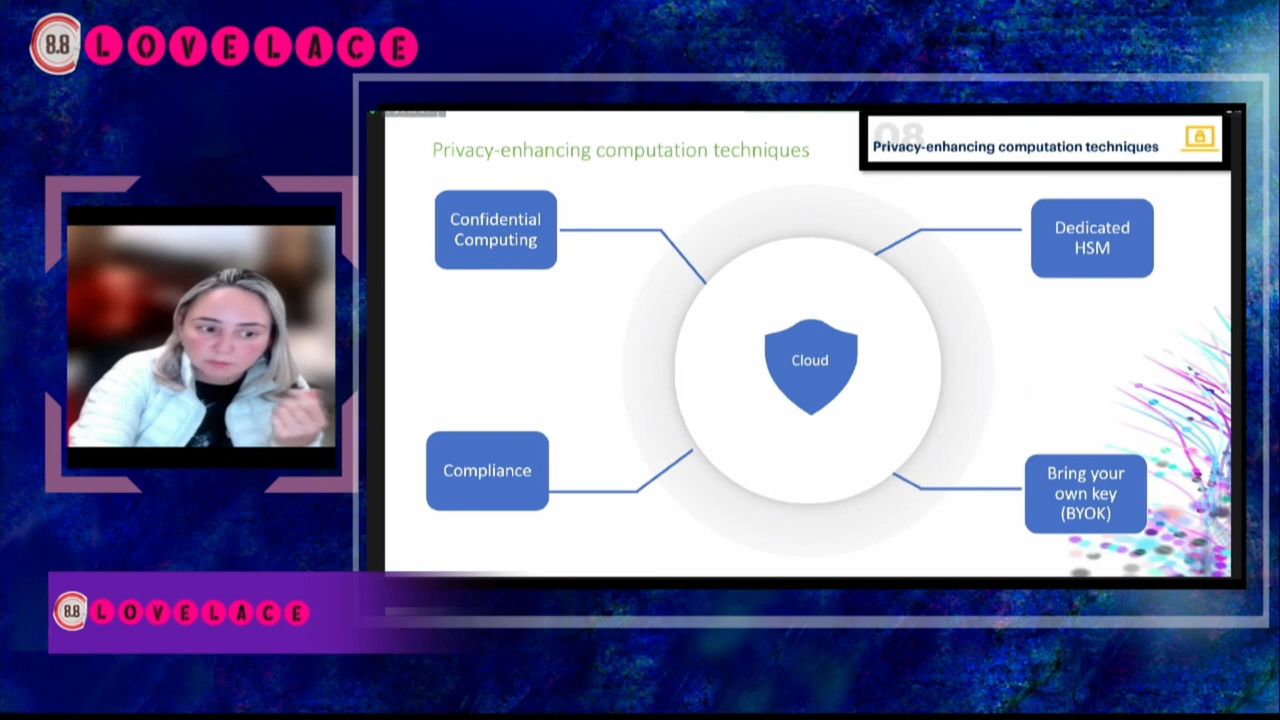 8.8 LOVELACE
Privacy-enhancing computation techniques
08
Privacy-enhancing computation techniques
Confidential
Computing
Dedicated
HSM
Cloud
Compliance
Bring your
own key
(BYOK)
8.8 LOVELACE